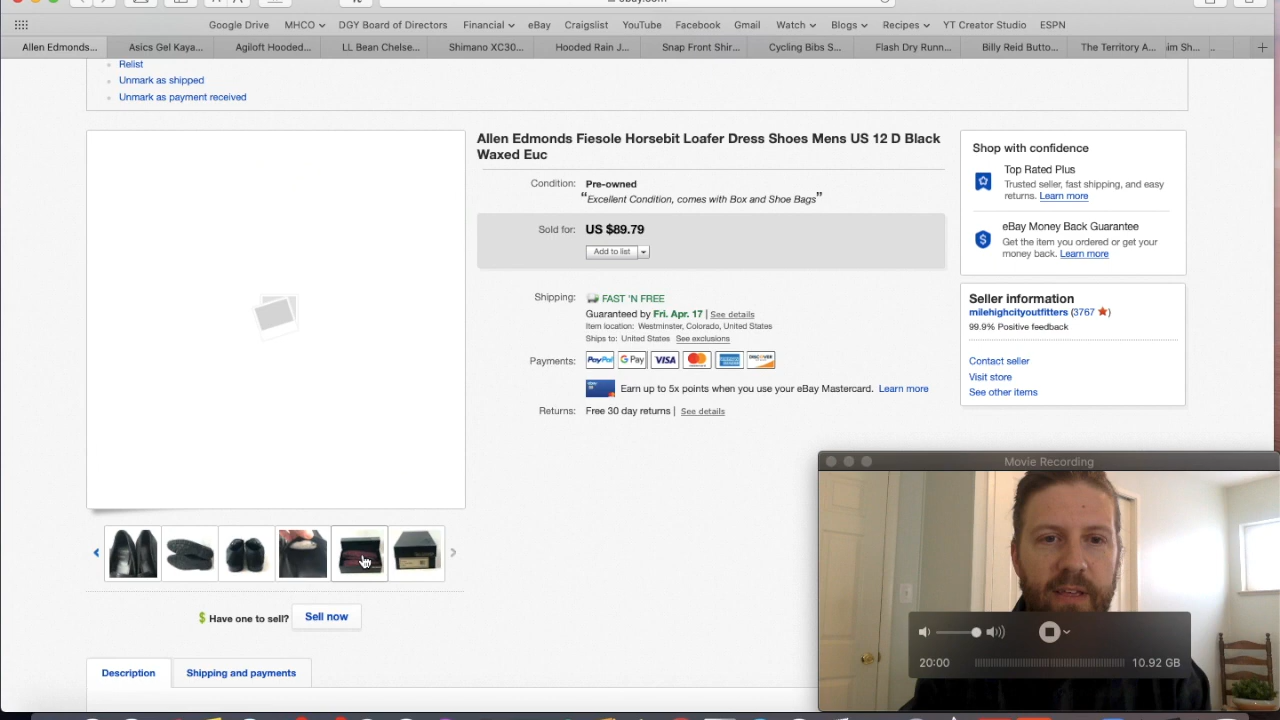 ebay.com
Google Drive MHCO DGY Board of Directors Financial eBay Craigslist YouTube Facebook Gmail Watch Blogs Recipes YT Creator Studio ESPN
Allen Edmonds... Asics Gel Kaya... Agiloft Hooded... LL Bean Chelse... Shimano XC30... Hooded Rain J... Snap Front Shir... Cycling Bibs S... Flash Dry Runn... Billy Reid Butto... The Territory A... im Sh... ..
Relist
Unmark as shipped
Unmark as payment received
Allen Edmonds Fiesole Horsebit Loafer Dress Shoes Mens US 12 D Black
Waxed Euc
Condition: Pre-owned
"Excellent Condition, comes with Box and Shoe Bags"
Sold for: US $89.79
Add to list
Shipping: FAST 'N FREE
Guaranteed by Fri. Apr. 17 | See details
Item location: Westminster, Colorado, United States
Ships to: United States See exclusions
Payments: PayPal G Pay VISA
Earn up to 5x points when you use your eBay Mastercard. Learn more
Returns: Free 30 day returns | See details
Shop with confidence
Top Rated Plus
Trusted seller, fast shipping, and easy
returns. Learn more
eBay Money Back Guarantee
Get the item you ordered or get your
money back. Learn more
Seller information
milehighcityoutfitters (3767 )
99.9% Positive feedback
Contact seller
Visit store
See other items
Have one to sell? Sell now
Description Shipping and payments
Movie Recording
20:00 10.92 GB